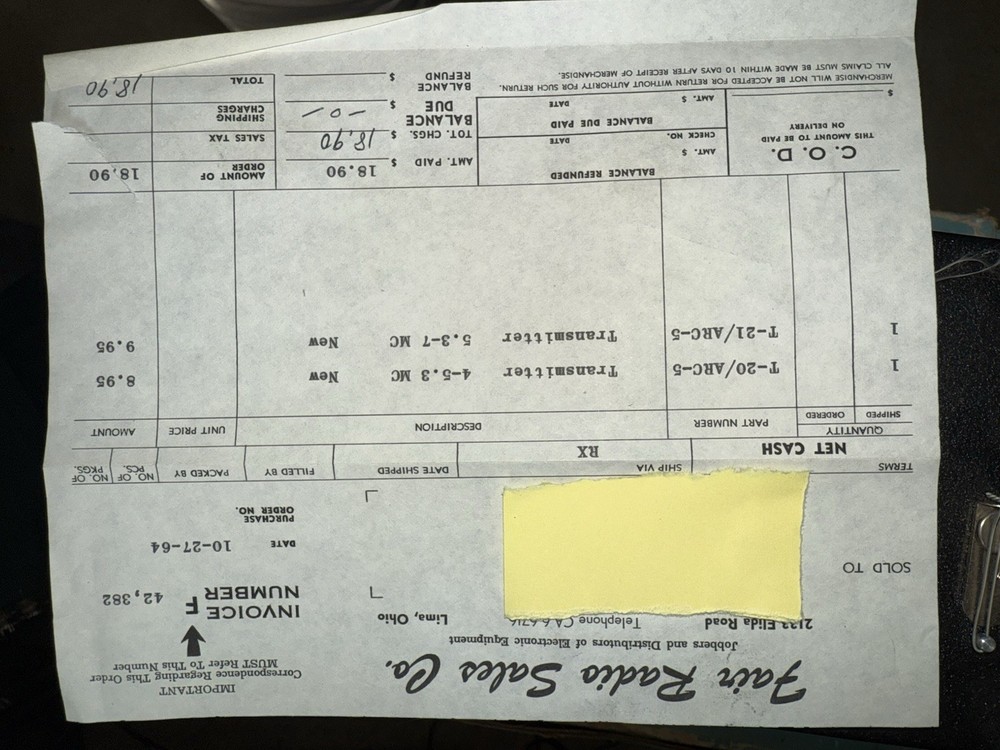 Fair Radio Sales Co.
Jobbers and Distributors of Electronic Equipment
2133 Elida Road Telephone CA 6-6716 Lima, Ohio
IMPORTANT
Correspondence Regarding This Order
MUST Refer To This Number
INVOICE
NUMBER F 42,382
SOLD TO
DATE 10-27-64
PURCHASE
ORDER NO.
TERMS SHIP VIA DATE SHIPPED FILLED BY PACKED BY NO. OF PCS. NO. OF PKGS.
NET CASH RX
QUANTITY PART NUMBER DESCRIPTION UNIT PRICE AMOUNT
SHIPPED ORDERED
1 T-20/ARC-5 Transmitter 4-5.3 MC New 8.95
1 T-21/ARC-5 Transmitter 5.3-7 MC New 9.95
C. O. D.
THIS AMOUNT TO BE PAID
ON DELIVERY
$
BALANCE REFUNDED
AMT. $
CHECK NO. DATE
BALANCE DUE PAID
AMT. $ DATE
AMT. PAID $ 18.90
TOT. CHGS. $ 18.90
BALANCE
DUE $ -0-
BALANCE
REFUND $
AMOUNT OF
ORDER 18,90
SALES TAX
SHIPPING
CHARGES
TOTAL 18,90
MERCHANDISE WILL NOT BE ACCEPTED FOR RETURN WITHOUT AUTHORITY FOR SUCH RETURN.
ALL CLAIMS MUST BE MADE WITHIN 10 DAYS AFTER RECEIPT OF MERCHANDISE.